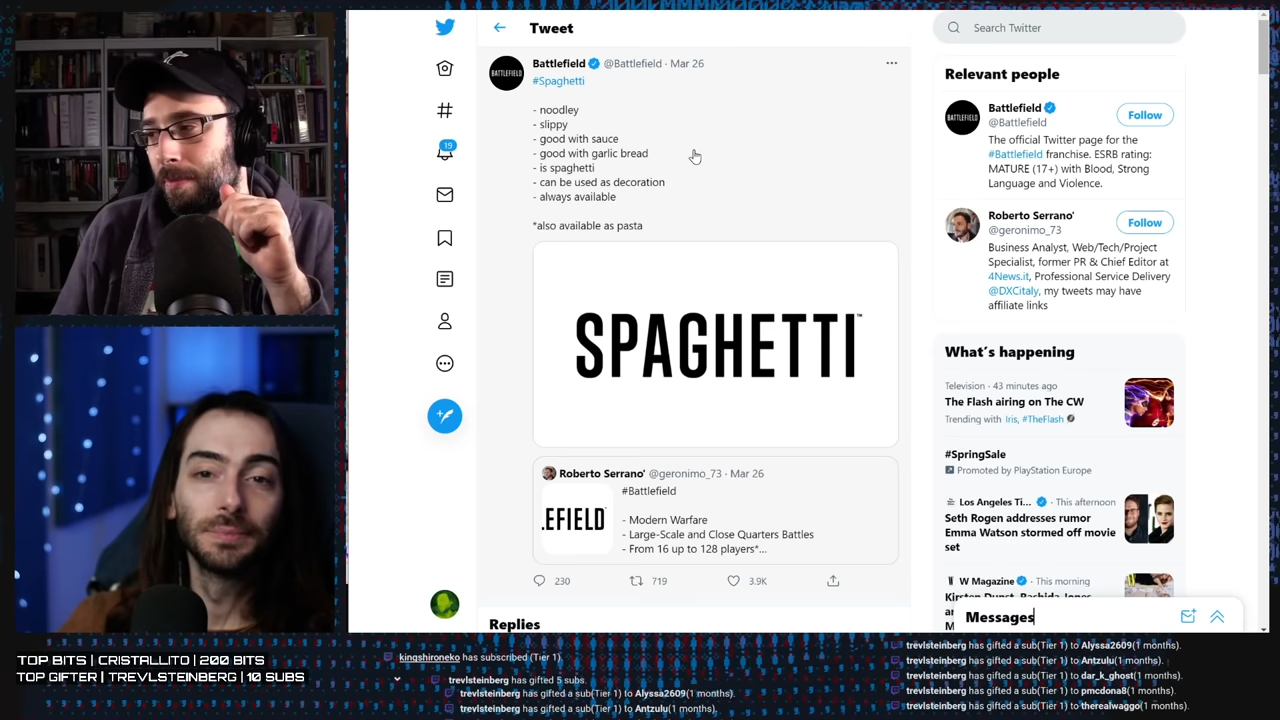 Tweet
Battlefield @Battlefield · Mar 26
#Spaghetti
- noodley
- slippy
- good with sauce
- good with garlic bread
- is spaghetti
- can be used as decoration
- always available
*also available as pasta
SPAGHETTI™
Roberto Serrano' @geronimo_73 · Mar 26
.EFIELD
#Battlefield
- Modern Warfare
- Large-Scale and Close Quarters Battles
- From 16 up to 128 players*...
230 719 3.9K
Replies
BATTLEFIELD
19
Search Twitter
Relevant people
Battlefield
@Battlefield
Follow
The official Twitter page for the
#Battlefield franchise. ESRB rating:
MATURE (17+) with Blood, Strong
Language and Violence.
BATTLEFIELD
Roberto Serrano'
@geronimo_73
Follow
Business Analyst, Web/Tech/Project
Specialist, former PR & Chief Editor at
4News.it, Professional Service Delivery
@DXCitaly, my tweets may have
affiliate links
What's happening
Television · 43 minutes ago
The Flash airing on The CW
Trending with Iris, #TheFlash
#SpringSale
Promoted by PlayStation Europe
Los Angeles Ti... · This afternoon
Seth Rogen addresses rumor
Emma Watson stormed off movie
set
W Magazine · This morning
Kirsten Dunst, Rashida Jones
Messages
TOP BITS | CRISTALLITO | 200 BITS
TOP GIFTER | TREVLSTEINBERG | 10 SUBS
kingshironeko has subscribed (Tier 1).
trevlsteinberg has gifted 5 subs.
trevlsteinberg has gifted a sub(Tier 1) to Alyssa2609(1 months).
trevlsteinberg has gifted a sub(Tier 1) to Antzulu(1 months).
trevlsteinberg has gifted a sub(Tier 1) to Alyssa2609(1 months).
trevlsteinberg has gifted a sub(Tier 1) to Antzulu(1 months).
trevlsteinberg has gifted a sub(Tier 1) to dar_k_ghost(1 months).
trevlsteinberg has gifted a sub(Tier 1) to pmcdona8(1 months).
trevlsteinberg has gifted a sub(Tier 1) to therealwaggo(1 months).